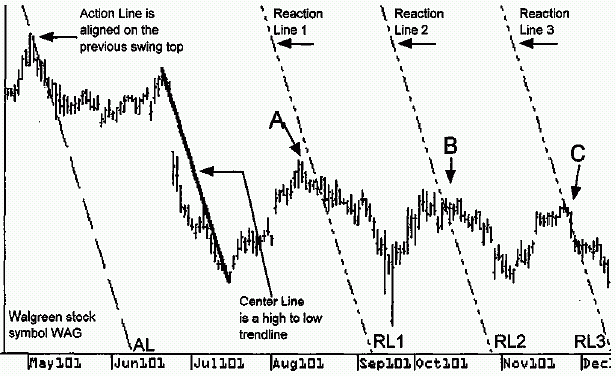 Action Line is
aligned on the
previous swing top
Reaction
Line 1
Reaction
Line 2
Reaction
Line 3
A
B
C
Center Line
is a high to low
trendline
Walgreen stock
symbol WAG
AL
RL1
RL2
RL3
May101 Jun101 Jul101 Aug101 Sep101 Oct101 Nov101 Dec